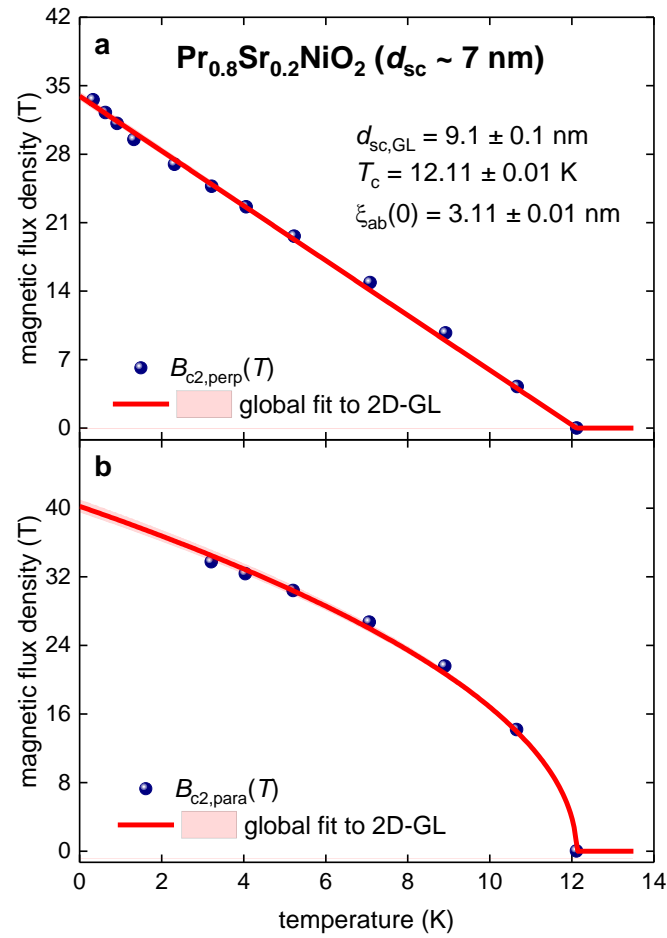 a
Pr0.8Sr0.2NiO2 (dsc ~ 7 nm)
dsc,GL = 9.1 ± 0.1 nm
Tc = 12.11 ± 0.01 K
ξab(0) = 3.11 ± 0.01 nm
magnetic flux density (T)
35
28
21
14
7
0
Bc2,perp(T)
global fit to 2D-GL
b
magnetic flux density (T)
40
32
24
16
8
0
Bc2,para(T)
global fit to 2D-GL
0 2 4 6 8 10 12 14
temperature (K)